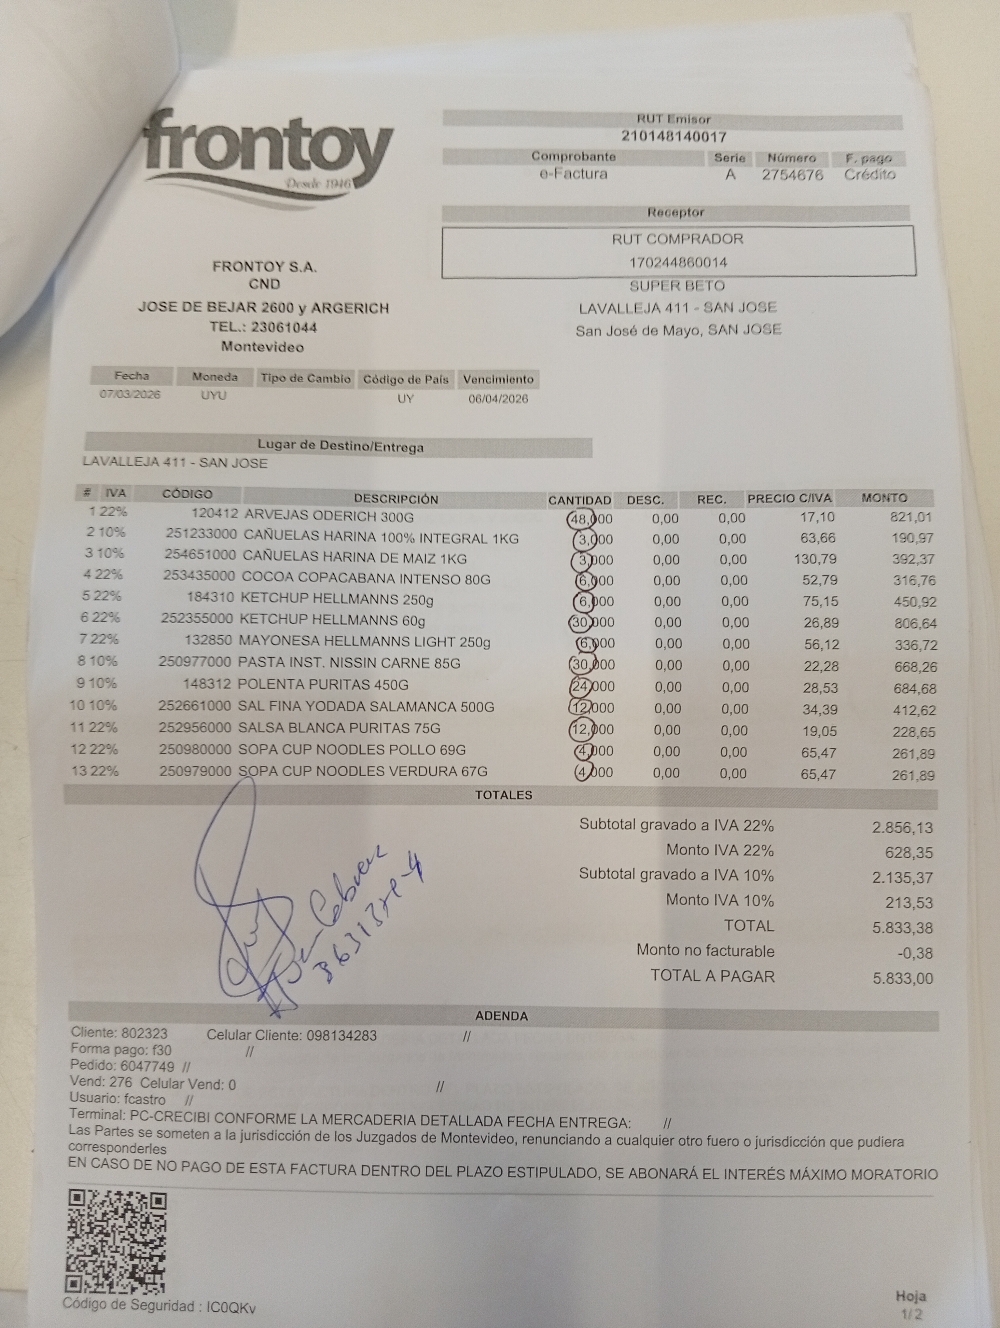 frontoy
Desde 1946
RUT Emisor
210148140017
Comprobante Serie Número F. pago
e-Factura A 2754676 Crédito
Receptor
RUT COMPRADOR
170244860014
SUPER BETO
LAVALLEJA 411 - SAN JOSE
San José de Mayo, SAN JOSE
FRONTOY S.A.
CND
JOSE DE BEJAR 2600 y ARGERICH
TEL.: 23061044
Montevideo
Fecha Moneda Tipo de Cambio Código de País Vencimiento
07/03/2026 UYU UY 06/04/2026
Lugar de Destino/Entrega
LAVALLEJA 411 - SAN JOSE
# IVA CÓDIGO DESCRIPCIÓN CANTIDAD DESC. REC. PRECIO C/IVA MONTO
1 22% 120412 ARVEJAS ODERICH 300G 48,000 0,00 0,00 17,10 821,01
2 10% 251233000 CAÑUELAS HARINA 100% INTEGRAL 1KG 3,000 0,00 0,00 63,66 190,97
3 10% 254651000 CAÑUELAS HARINA DE MAIZ 1KG 3,000 0,00 0,00 130,79 392,37
4 22% 253435000 COCOA COPACABANA INTENSO 80G 6,000 0,00 0,00 52,79 316,76
5 22% 184310 KETCHUP HELLMANNS 250g 6,000 0,00 0,00 75,15 450,92
6 22% 252355000 KETCHUP HELLMANNS 60g 30,000 0,00 0,00 26,89 806,64
7 22% 132850 MAYONESA HELLMANNS LIGHT 250g 6,000 0,00 0,00 56,12 336,72
8 10% 250977000 PASTA INST. NISSIN CARNE 85G 30,000 0,00 0,00 22,28 668,26
9 10% 148312 POLENTA PURITAS 450G 24,000 0,00 0,00 28,53 684,68
10 10% 252661000 SAL FINA YODADA SALAMANCA 500G 12,000 0,00 0,00 34,39 412,62
11 22% 252956000 SALSA BLANCA PURITAS 75G 12,000 0,00 0,00 19,05 228,65
12 22% 250980000 SOPA CUP NOODLES POLLO 69G 4,000 0,00 0,00 65,47 261,89
13 22% 250979000 SOPA CUP NOODLES VERDURA 67G 4,000 0,00 0,00 65,47 261,89
TOTALES
Subtotal gravado a IVA 22% 2.856,13
Monto IVA 22% 628,35
Subtotal gravado a IVA 10% 2.135,37
Monto IVA 10% 213,53
TOTAL 5.833,38
Monto no facturable -0,38
TOTAL A PAGAR 5.833,00
ADENDA
Cliente: 802323 Celular Cliente: 098134283 //
Forma pago: f30 //
Pedido: 6047749 //
Vend: 276 Celular Vend: 0 //
Usuario: fcastro //
Terminal: PC-CRECIBI CONFORME LA MERCADERIA DETALLADA FECHA ENTREGA: //
Las Partes se someten a la jurisdicción de los Juzgados de Montevideo, renunciando a cualquier otro fuero o jurisdicción que pudiera
corresponderles
EN CASO DE NO PAGO DE ESTA FACTURA DENTRO DEL PLAZO ESTIPULADO, SE ABONARÁ EL INTERÉS MÁXIMO MORATORIO
Código de Seguridad : IC0QKv
Hoja
1/2